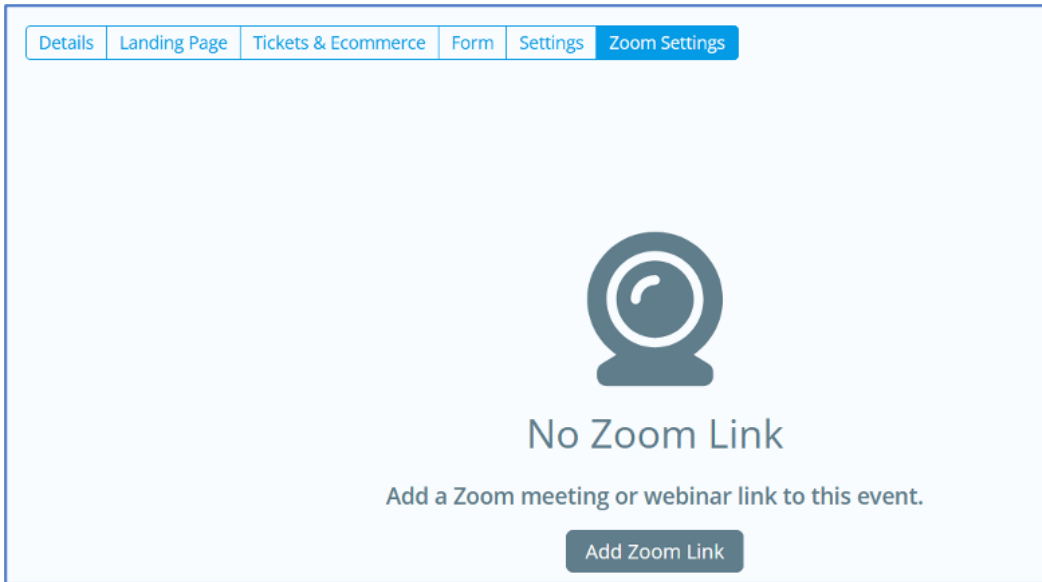 Details Landing Page Tickets & Ecommerce Form Settings Zoom Settings
No Zoom Link
Add a Zoom meeting or webinar link to this event.
Add Zoom Link